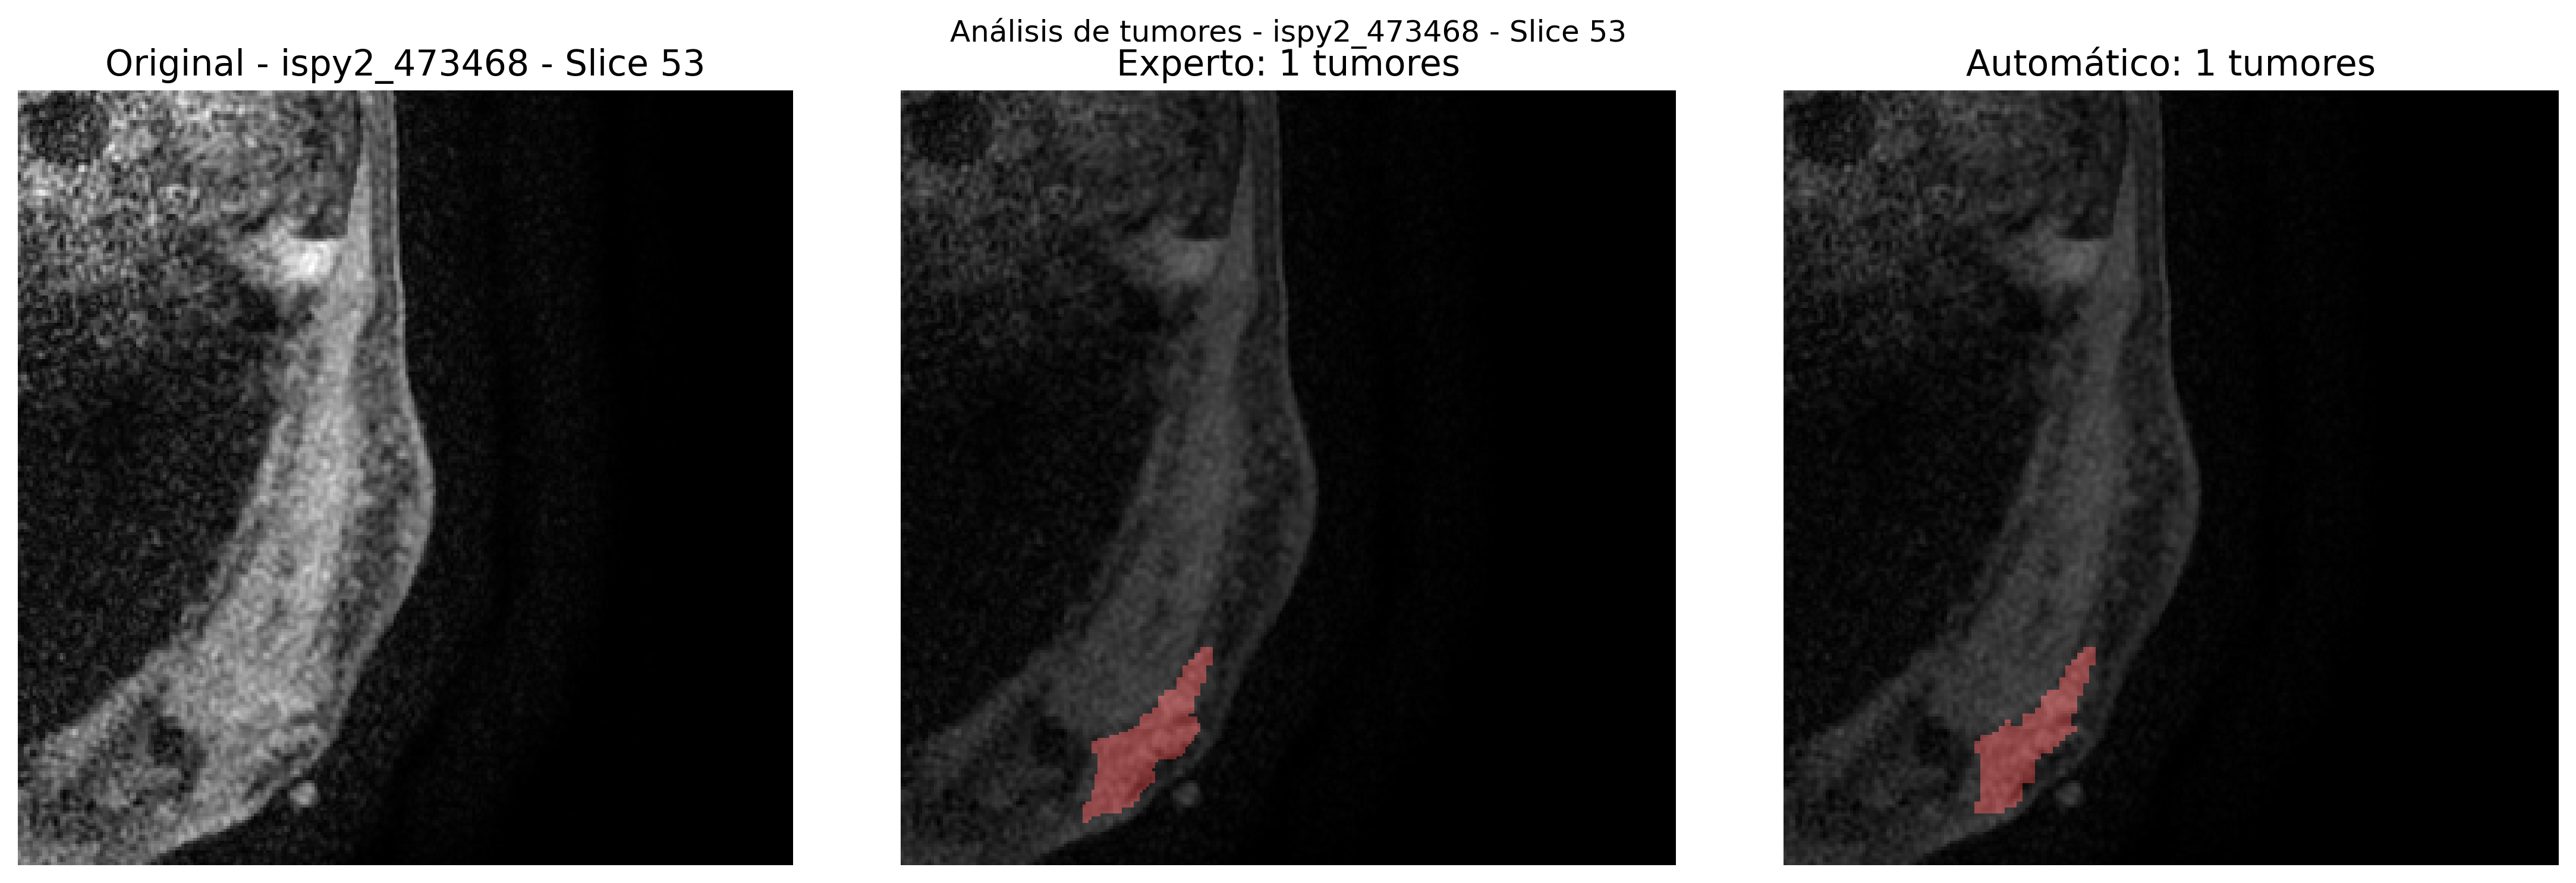 Análisis de tumores - ispy2_473468 - Slice 53
Original - ispy2_473468 - Slice 53
Experto: 1 tumores
Automático: 1 tumores